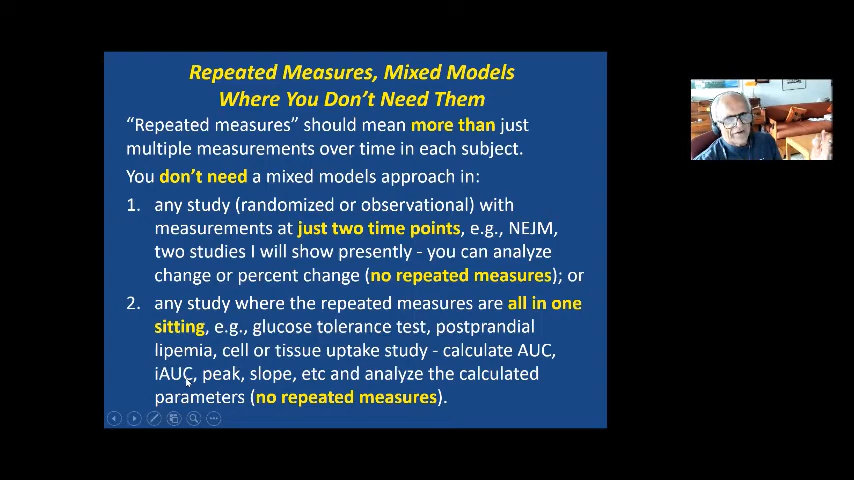 Repeated Measures, Mixed Models
Where You Don't Need Them
“Repeated measures” should mean more than just
multiple measurements over time in each subject.
You don't need a mixed models approach in:
1. any study (randomized or observational) with
measurements at just two time points, e.g., NEJM,
two studies I will show presently - you can analyze
change or percent change (no repeated measures); or
2. any study where the repeated measures are all in one
sitting, e.g., glucose tolerance test, postprandial
lipemia, cell or tissue uptake study - calculate AUC,
iAUC, peak, slope, etc and analyze the calculated
parameters (no repeated measures).